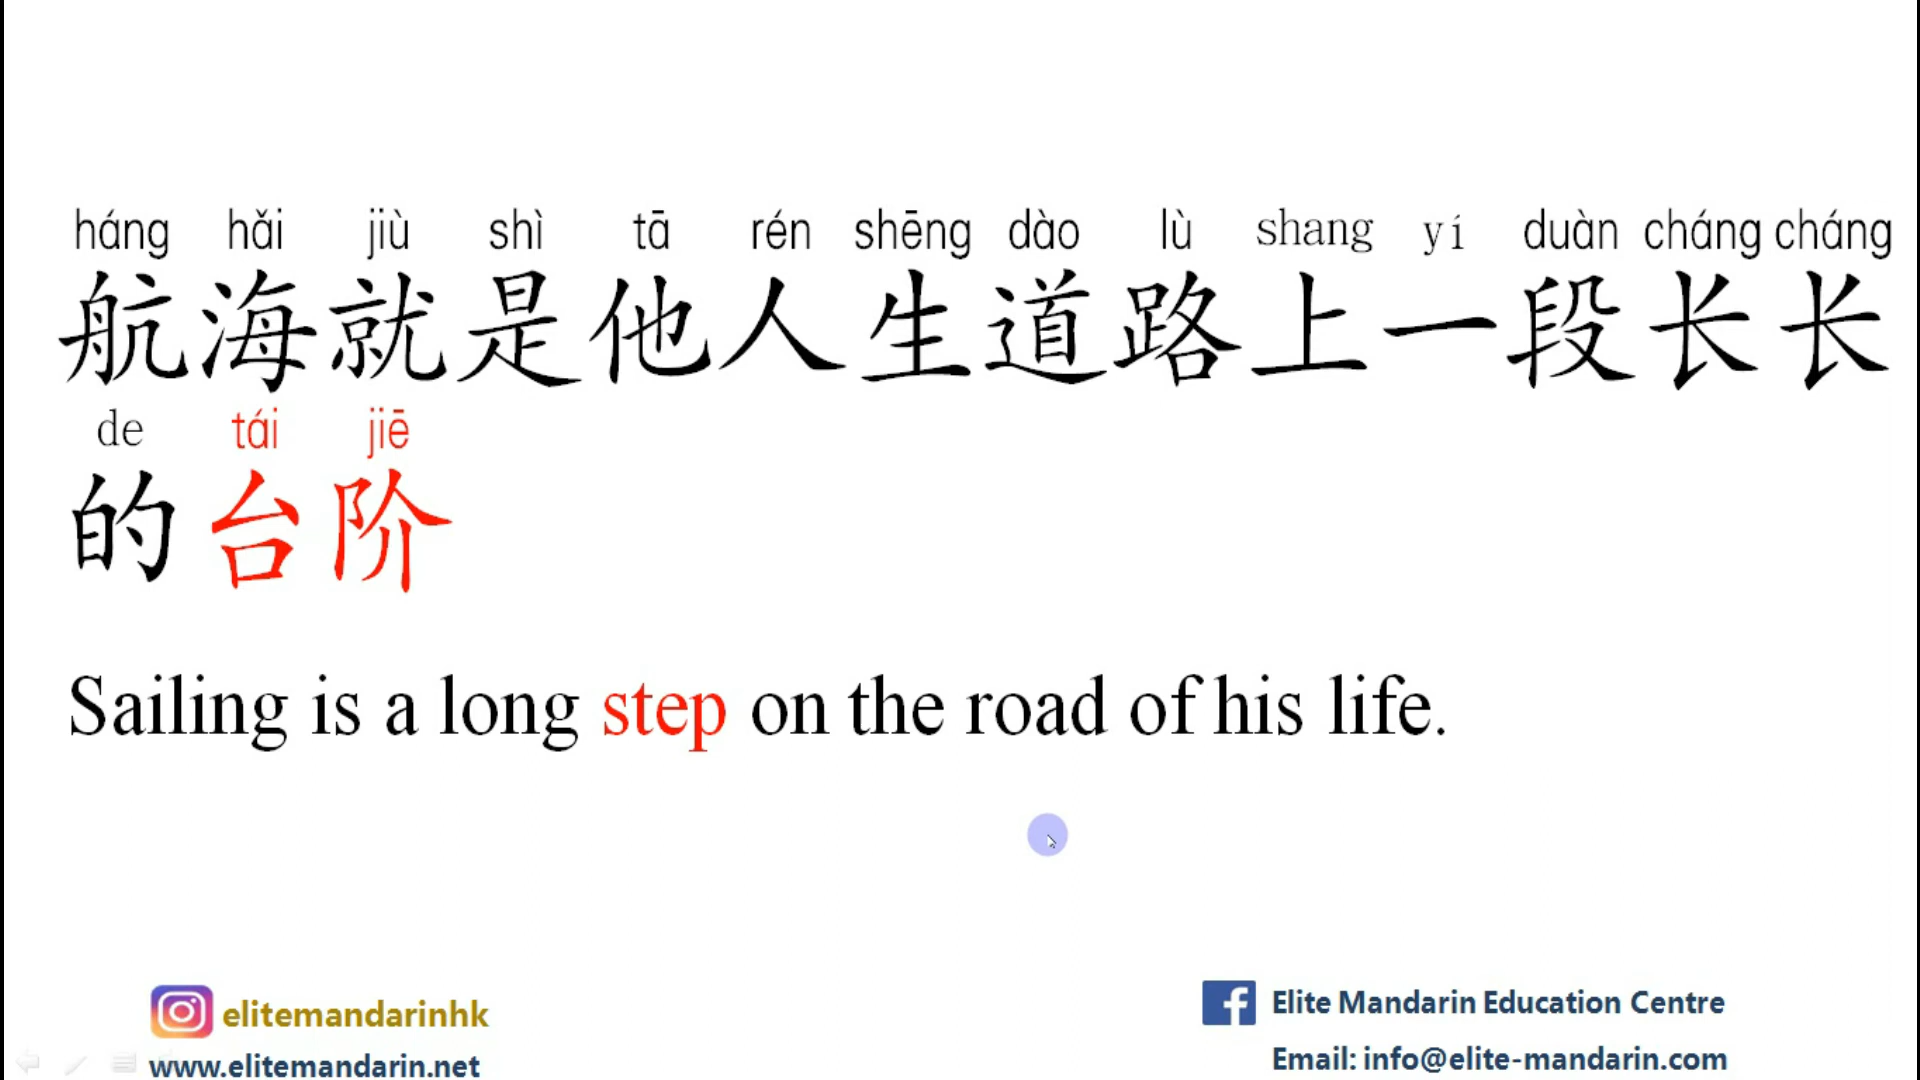 háng hǎi jiù shì tā rén shēng dào lù shang yí duàn cháng cháng
航海就是他人生道路上一段长长
de tái jiē
的台阶
Sailing is a long step on the road of his life.
elitemandarinhk
www.elitemandarin.net
Elite Mandarin Education Centre
Email: info@elite-mandarin.com